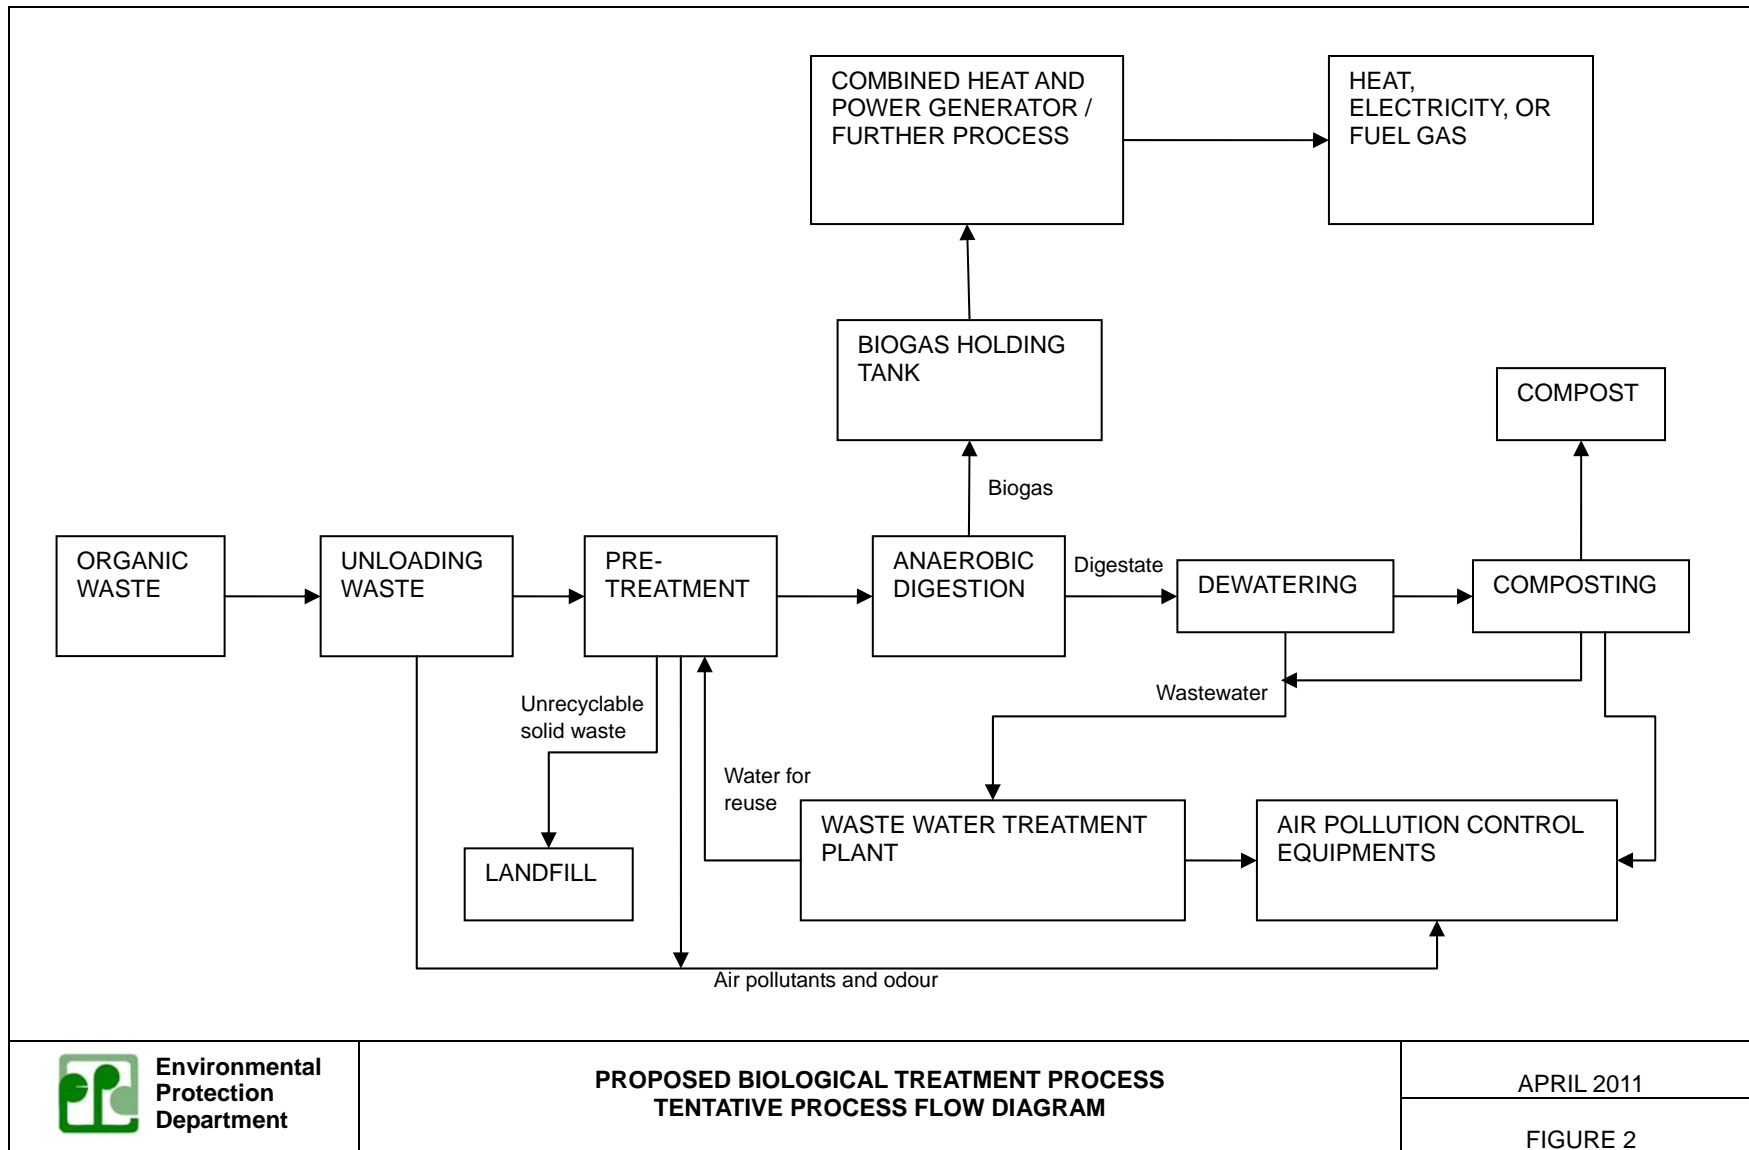 COMBINED HEAT AND
POWER GENERATOR /
FURTHER PROCESS
HEAT,
ELECTRICITY, OR
FUEL GAS
BIOGAS HOLDING
TANK
COMPOST
Biogas
ORGANIC
WASTE
UNLOADING
WASTE
PRE-
TREATMENT
ANAEROBIC
DIGESTION
Digestate
DEWATERING
COMPOSTING
Unrecyclable
solid waste
Wastewater
Water for
reuse
LANDFILL
WASTE WATER TREATMENT
PLANT
AIR POLLUTION CONTROL
EQUIPMENTS
Air pollutants and odour
Environmental
Protection
Department
PROPOSED BIOLOGICAL TREATMENT PROCESS
TENTATIVE PROCESS FLOW DIAGRAM
APRIL 2011
FIGURE 2